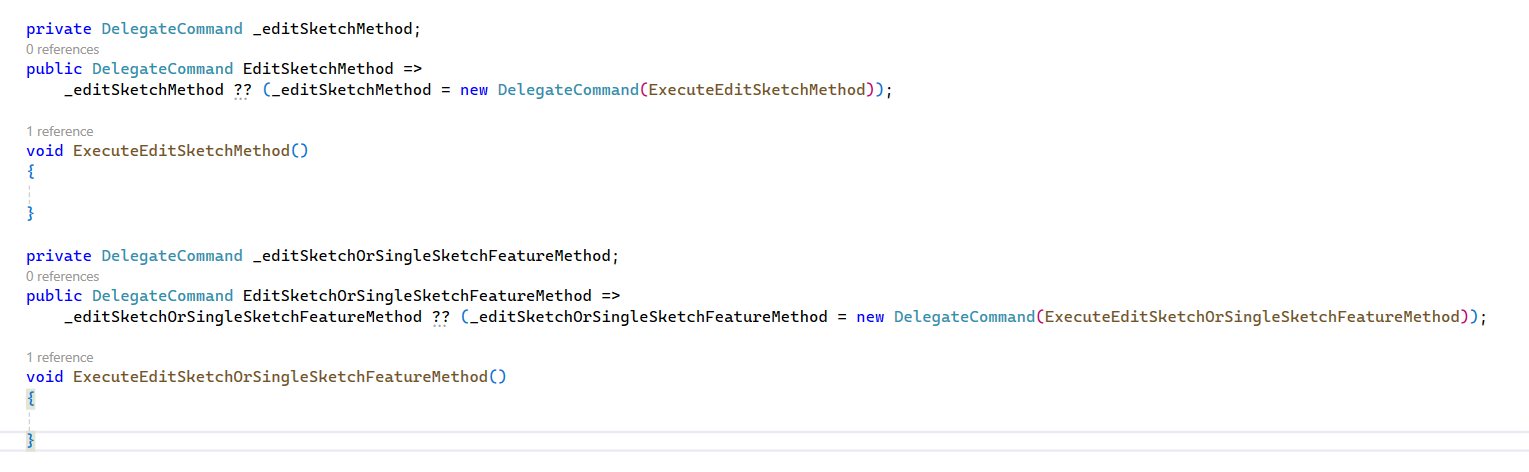 private DelegateCommand _editSketchMethod;
0 references
public DelegateCommand EditSketchMethod =>
    _editSketchMethod ?? (_editSketchMethod = new DelegateCommand(ExecuteEditSketchMethod));
1 reference
void ExecuteEditSketchMethod()
{
}
private DelegateCommand _editSketchOrSingleSketchFeatureMethod;
0 references
public DelegateCommand EditSketchOrSingleSketchFeatureMethod =>
    _editSketchOrSingleSketchFeatureMethod ?? (_editSketchOrSingleSketchFeatureMethod = new DelegateCommand(ExecuteEditSketchOrSingleSketchFeatureMethod));
1 reference
void ExecuteEditSketchOrSingleSketchFeatureMethod()
{
}